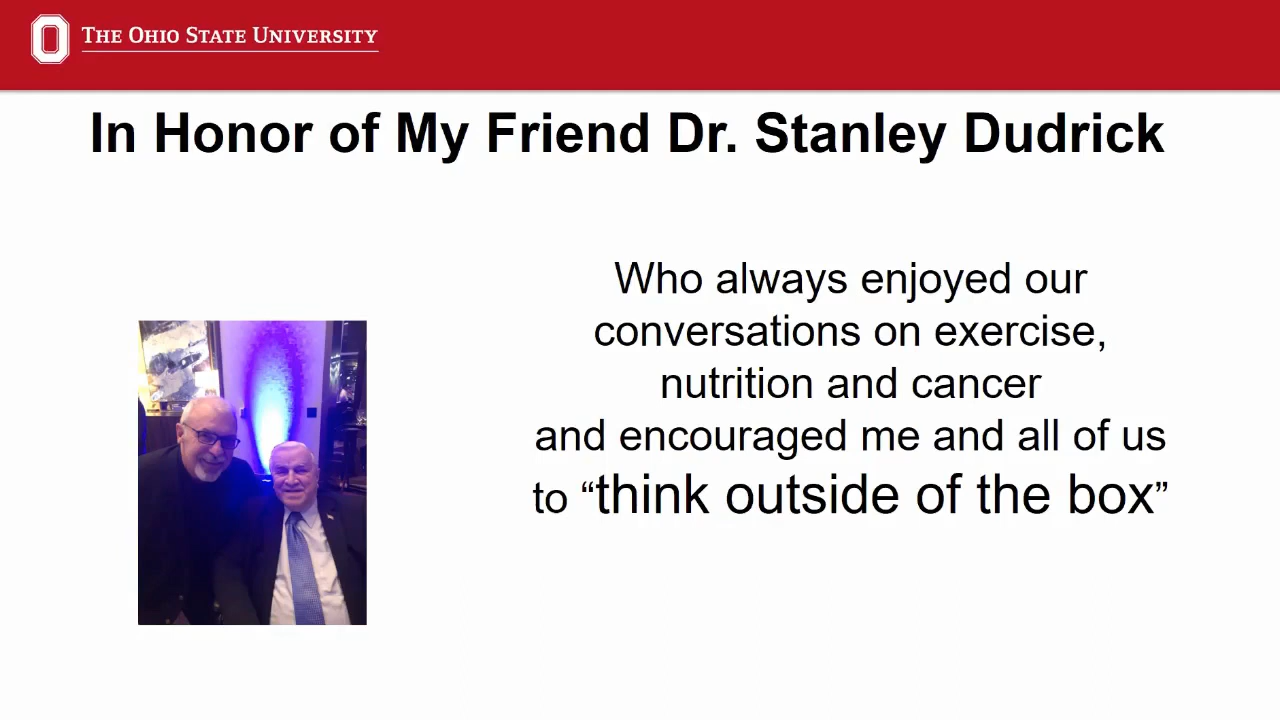 THE OHIO STATE UNIVERSITY
In Honor of My Friend Dr. Stanley Dudrick
Who always enjoyed our
conversations on exercise,
nutrition and cancer
and encouraged me and all of us
to “think outside of the box”